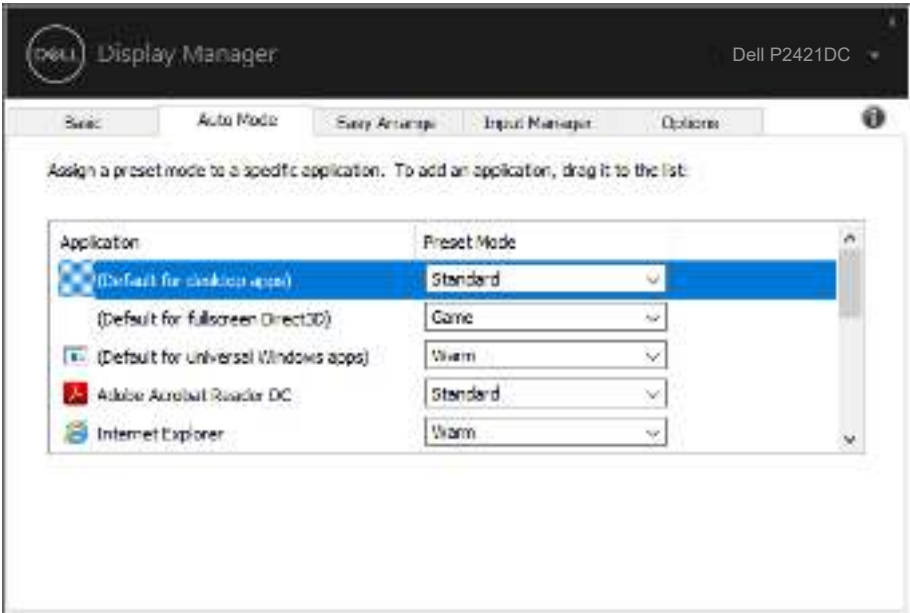 DELL Display Manager
Dell P2421DC
Basic Auto Mode Easy Arrange Input Manager Options
Assign a preset mode to a specific application. To add an application, drag it to the list:
Application Preset Mode
(Default for desktop apps) Standard
(Default for fullscreen Direct3D) Game
(Default for universal Windows apps) Warm
Adobe Acrobat Reader DC Standard
Internet Explorer Warm